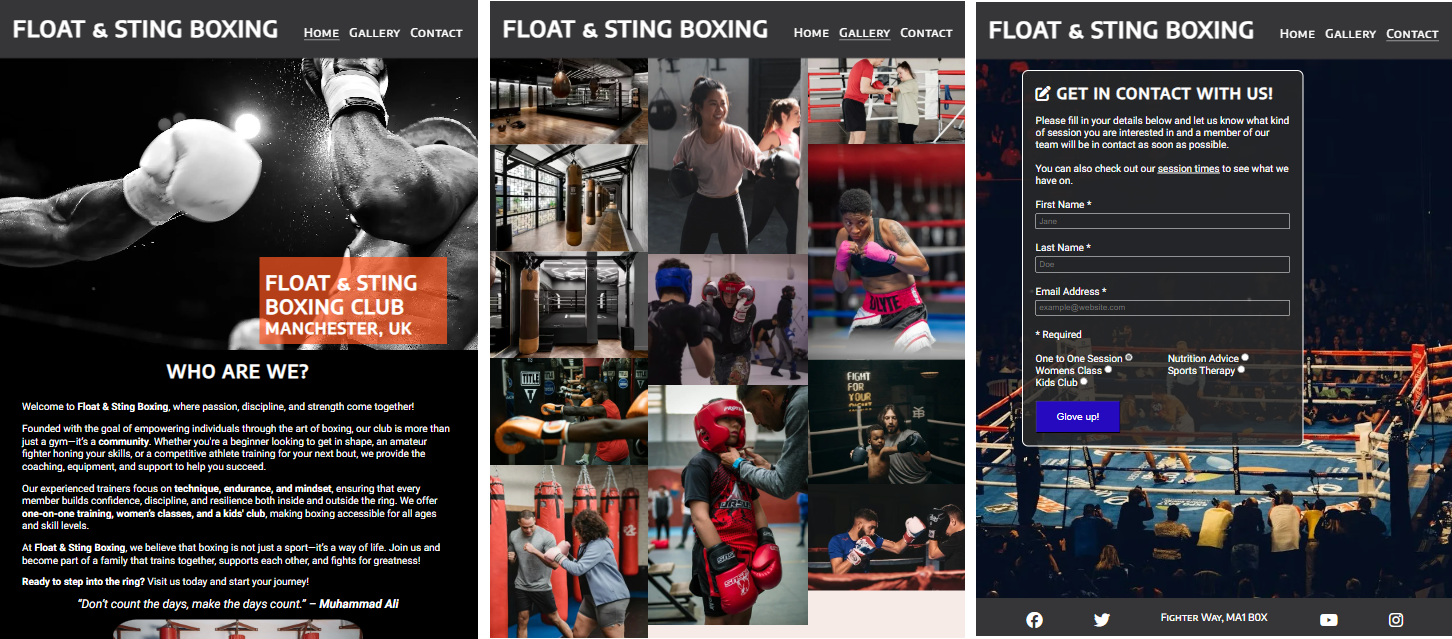 FLOAT & STING BOXING
Home Gallery Contact
FLOAT & STING
BOXING CLUB
MANCHESTER, UK
WHO ARE WE?
Welcome to Float & Sting Boxing, where passion, discipline, and strength come together!
Founded with the goal of empowering individuals through the art of boxing, our club is more than
just a gym—it's a community. Whether you're a beginner looking to get in shape, an amateur
fighter honing your skills, or a competitive athlete training for your next bout, we provide the
coaching, equipment, and support to help you succeed.
Our experienced trainers focus on technique, endurance, and mindset, ensuring that every
member builds confidence, discipline, and resilience both inside and outside the ring. We offer
one-on-one training, women's classes, and a kids' club, making boxing accessible for all ages
and skill levels.
At Float & Sting Boxing, we believe that boxing is not just a sport—it's a way of life. Join us and
become part of a family that trains together, supports each other, and fights for greatness!
Ready to step into the ring? Visit us today and start your journey!
“Don't count the days, make the days count.” – Muhammad Ali
FLOAT & STING BOXING
Home Gallery Contact
TITLE
FIGHT
FOR
YOUR
FLOAT & STING BOXING
Home Gallery Contact
GET IN CONTACT WITH US!
Please fill in your details below and let us know what kind
of session you are interested in and a member of our
team will be in contact as soon as possible.
You can also check out our session times to see what we
have on.
First Name *
Jane
Last Name *
Doe
Email Address *
example@website.com
* Required
One to One Session Nutrition Advice
Womens Class Sports Therapy
Kids Club
Glove up!
Fighter Way, MA1 B0X